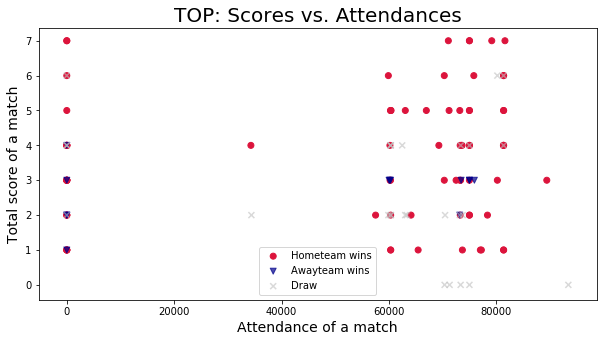 TOP: Scores vs. Attendances
Total score of a match
7
6
5
4
3
2
1
0
Hometeam wins
Awayteam wins
Draw
0
20000
40000
60000
80000
Attendance of a match